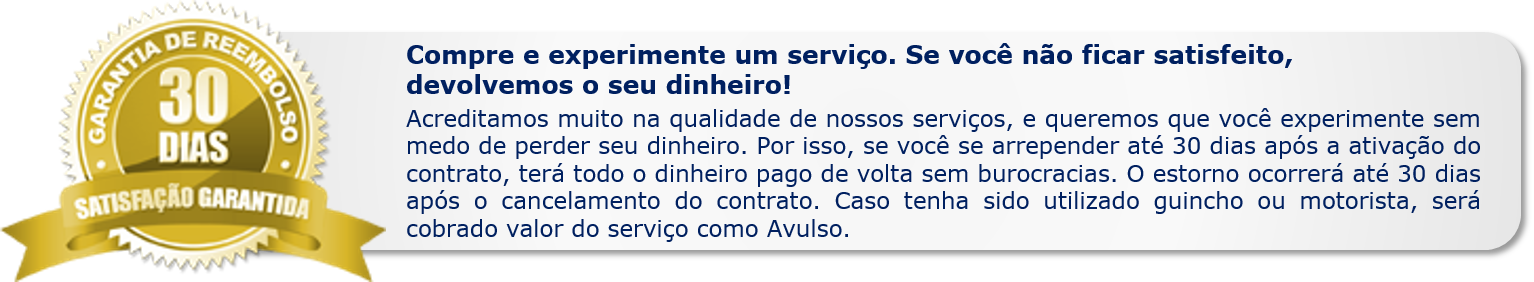 GARANTIA DE REEMBOLSO
30
DIAS
SATISFAÇÃO GARANTIDA
Compre e experimente um serviço. Se você não ficar satisfeito,
devolvemos o seu dinheiro!
Acreditamos muito na qualidade de nossos serviços, e queremos que você experimente sem
medo de perder seu dinheiro. Por isso, se você se arrepender até 30 dias após a ativação do
contrato, terá todo o dinheiro pago de volta sem burocracias. O estorno ocorrerá até 30 dias
após o cancelamento do contrato. Caso tenha sido utilizado guincho ou motorista, será
cobrado valor do serviço como Avulso.